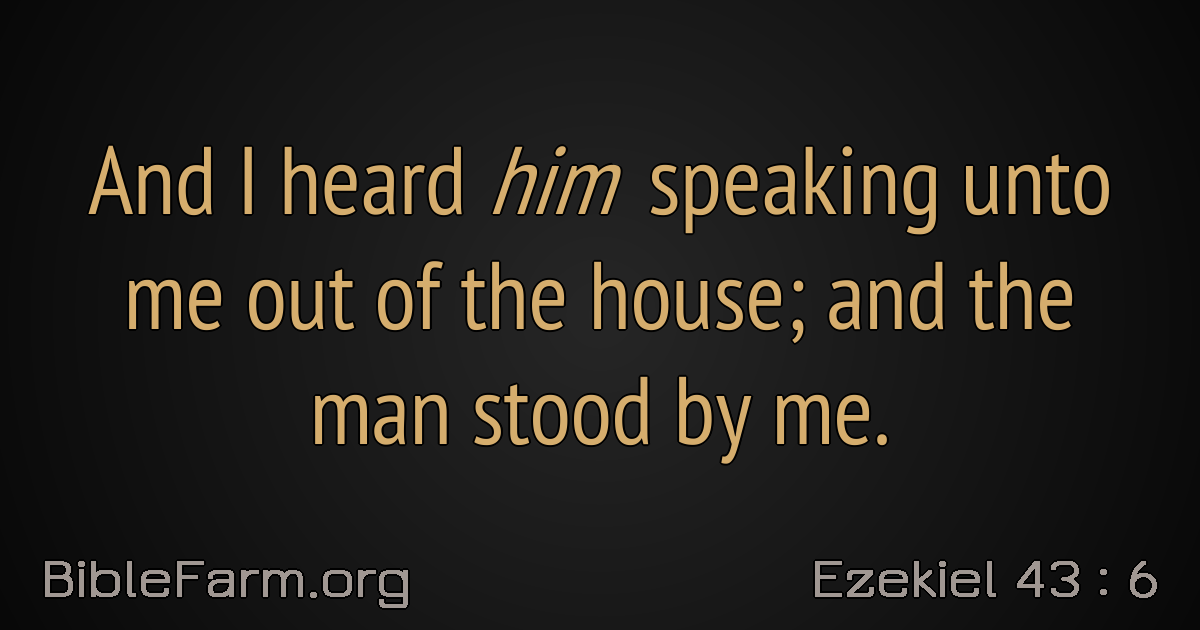 And I heard him speaking unto
me out of the house; and the
man stood by me.
BibleFarm.org
Ezekiel 43 : 6